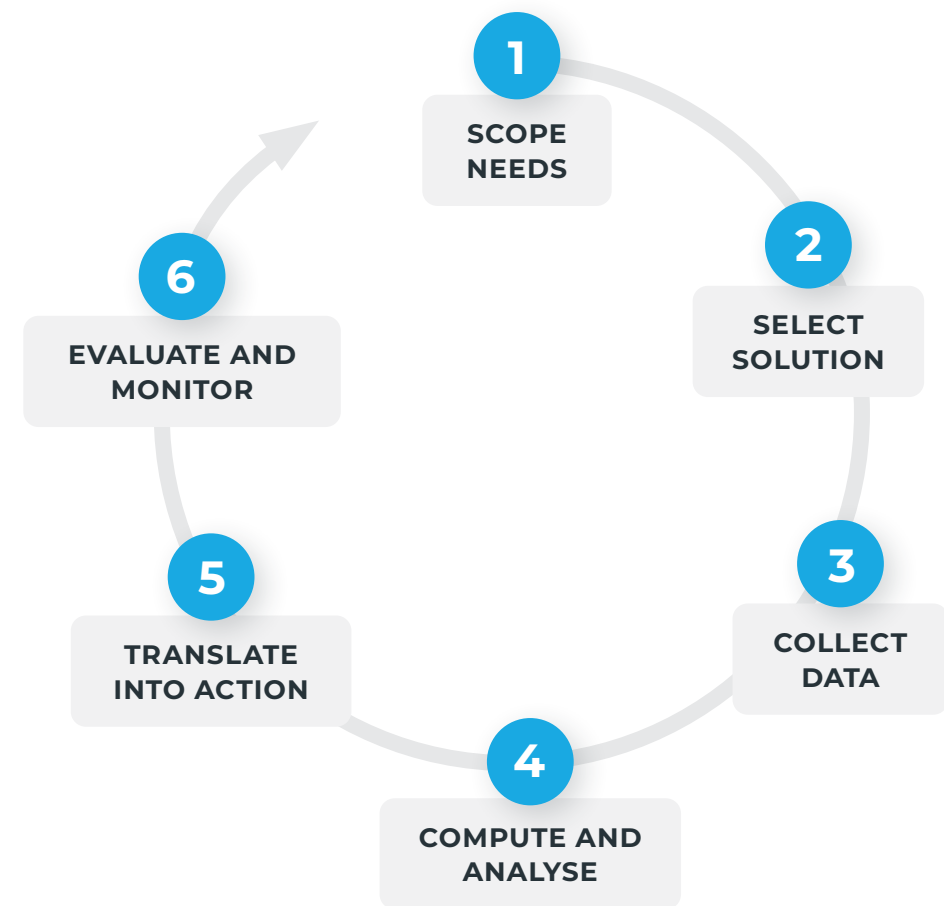 1
SCOPE
NEEDS
2
SELECT
SOLUTION
3
COLLECT
DATA
4
COMPUTE AND
ANALYSE
5
TRANSLATE
INTO ACTION
6
EVALUATE AND
MONITOR